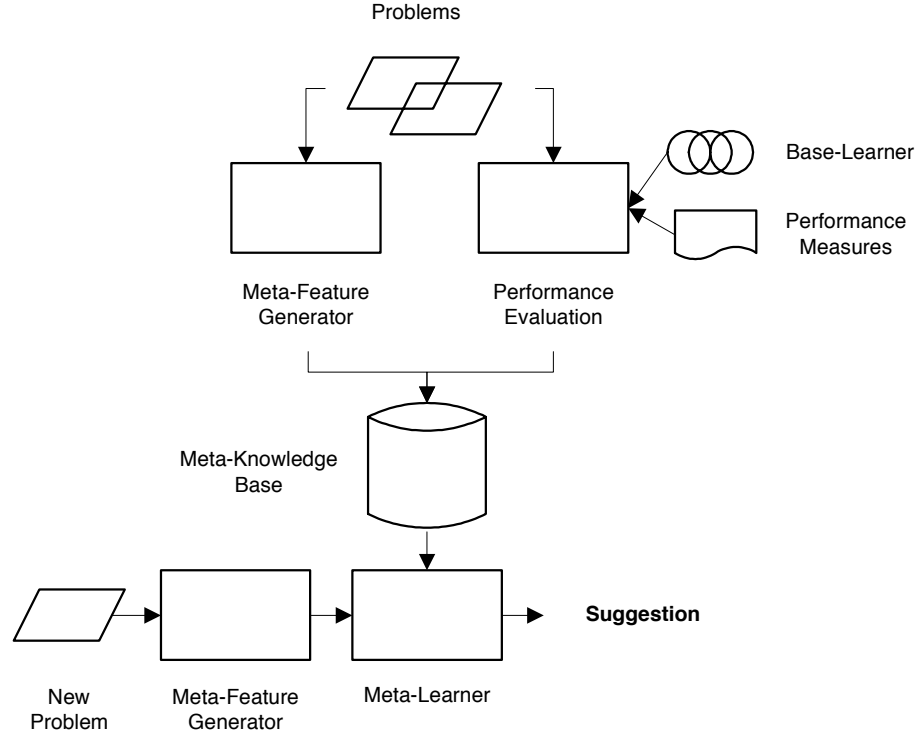 Problems
Base-Learner
Performance
Measures
Meta-Feature
Generator
Performance
Evaluation
Meta-Knowledge
Base
Suggestion
New
Problem
Meta-Feature
Generator
Meta-Learner